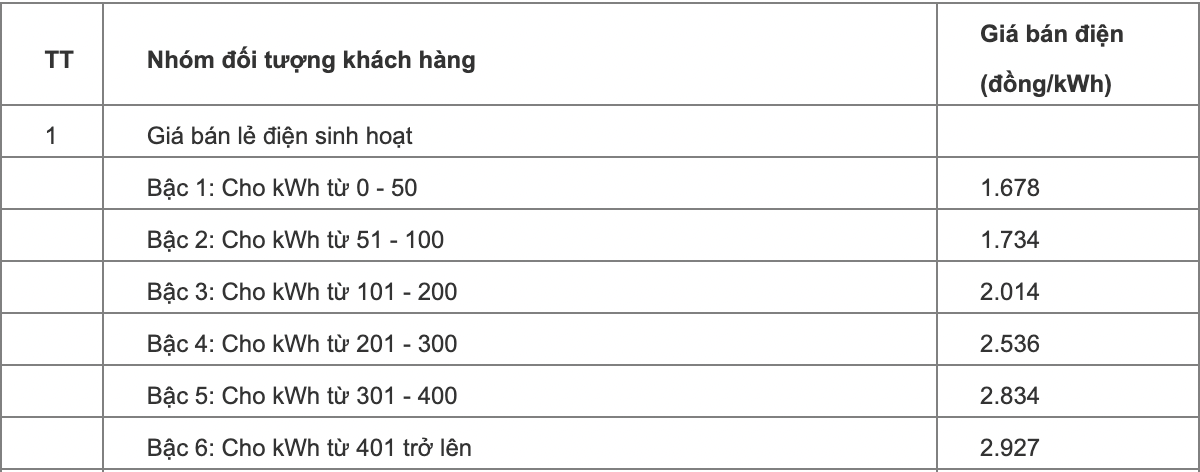 TT Nhóm đối tượng khách hàng Giá bán điện
(đồng/kWh)
1 Giá bán lẻ điện sinh hoạt
Bậc 1: Cho kWh từ 0 - 50 1.678
Bậc 2: Cho kWh từ 51 - 100 1.734
Bậc 3: Cho kWh từ 101 - 200 2.014
Bậc 4: Cho kWh từ 201 - 300 2.536
Bậc 5: Cho kWh từ 301 - 400 2.834
Bậc 6: Cho kWh từ 401 trở lên 2.927